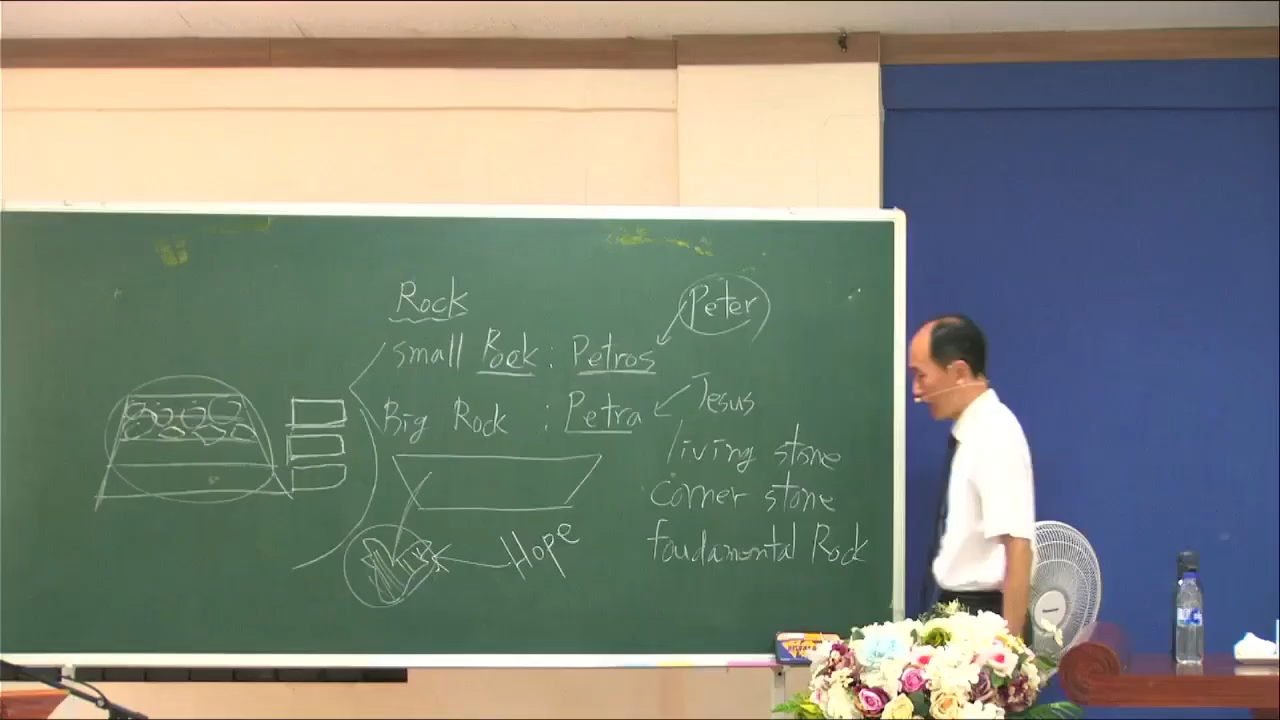 Rock
Peter
small Rock : Petros
Big Rock : Petra
Jesus
living stone
corner stone
foudamental Rock
Hope